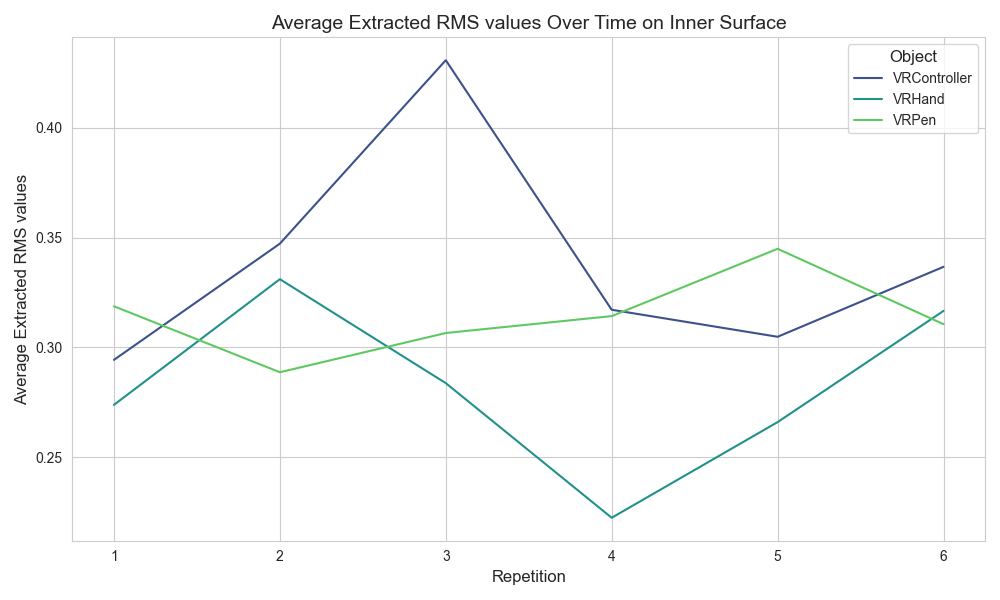 Average Extracted RMS values Over Time on Inner Surface
Object
VRController
VRHand
VRPen
Average Extracted RMS values
0.40
0.35
0.30
0.25
1 2 3 4 5 6
Repetition